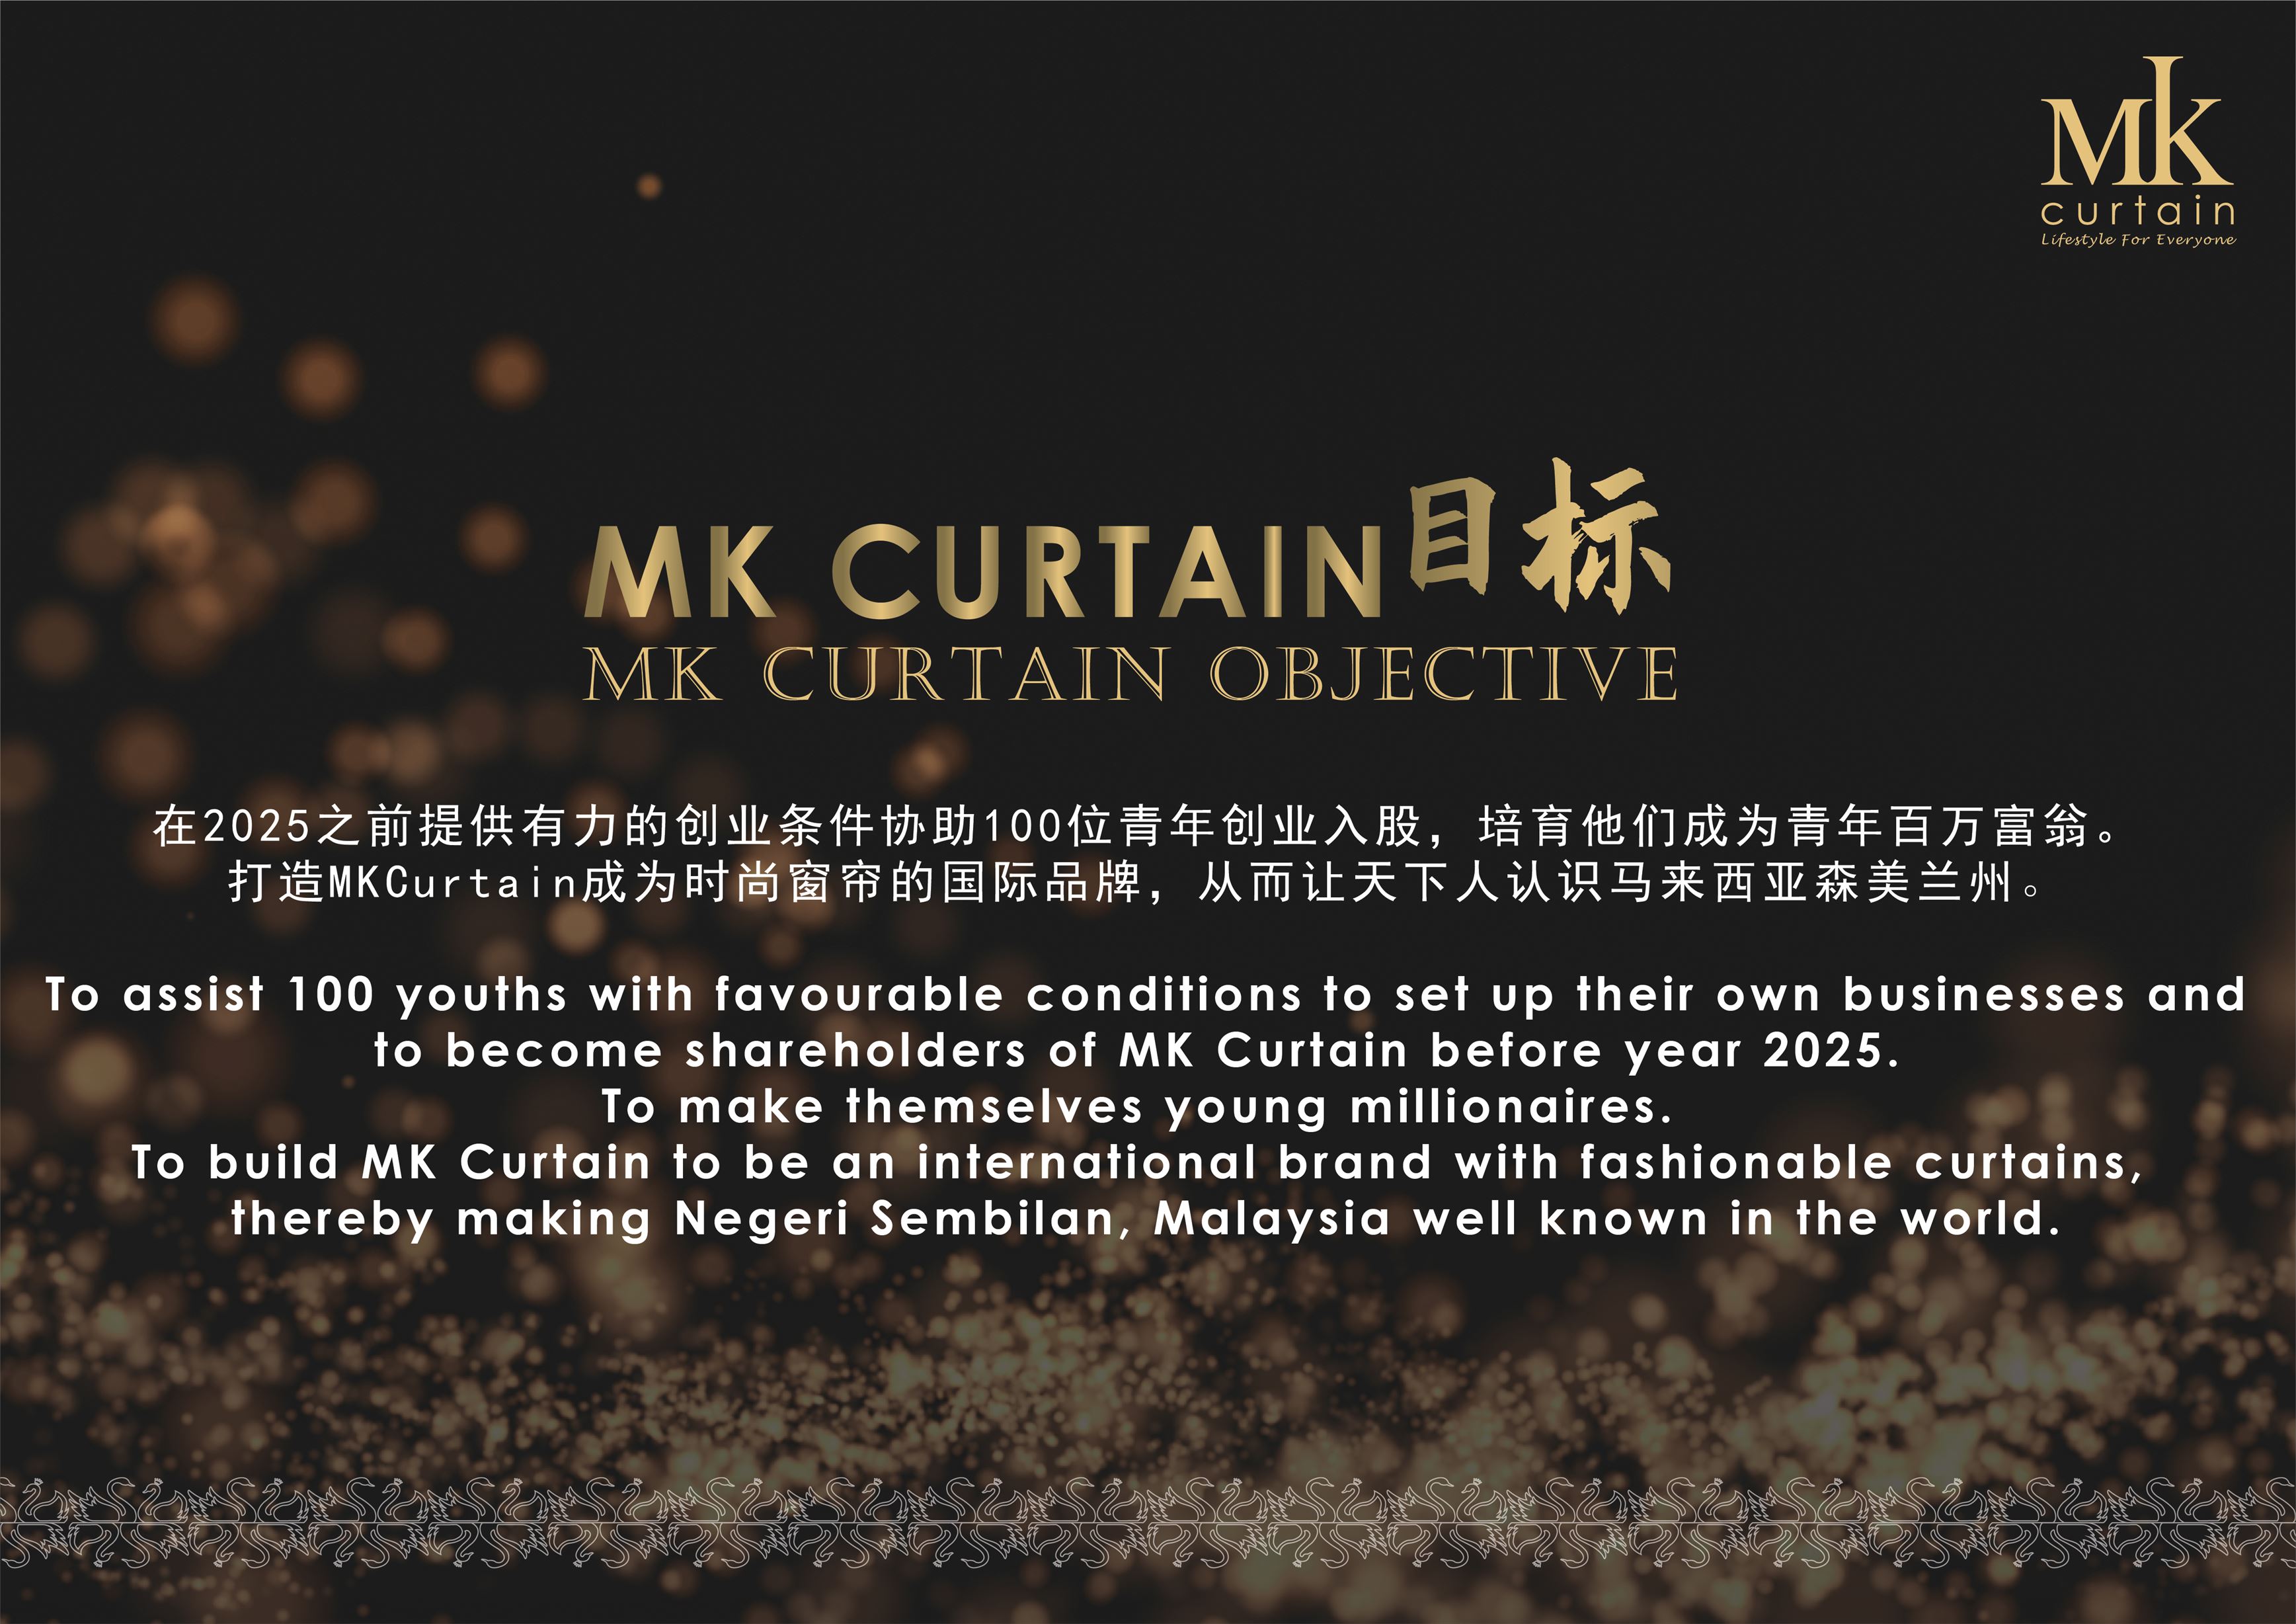 Mk
curtain
Lifestyle For Everyone
MK CURTAIN目标
MK CURTAIN OBJECTIVE
在2025之前提供有力的创业条件协助100位青年创业入股，培育他们成为青年百万富翁。
打造MKCurtain成为时尚窗帘的国际品牌，从而让天下人认识马来西亚森美兰州。
To assist 100 youths with favourable conditions to set up their own businesses and
to become shareholders of MK Curtain before year 2025.
To make themselves young millionaires.
To build MK Curtain to be an international brand with fashionable curtains,
thereby making Negeri Sembilan, Malaysia well known in the world.